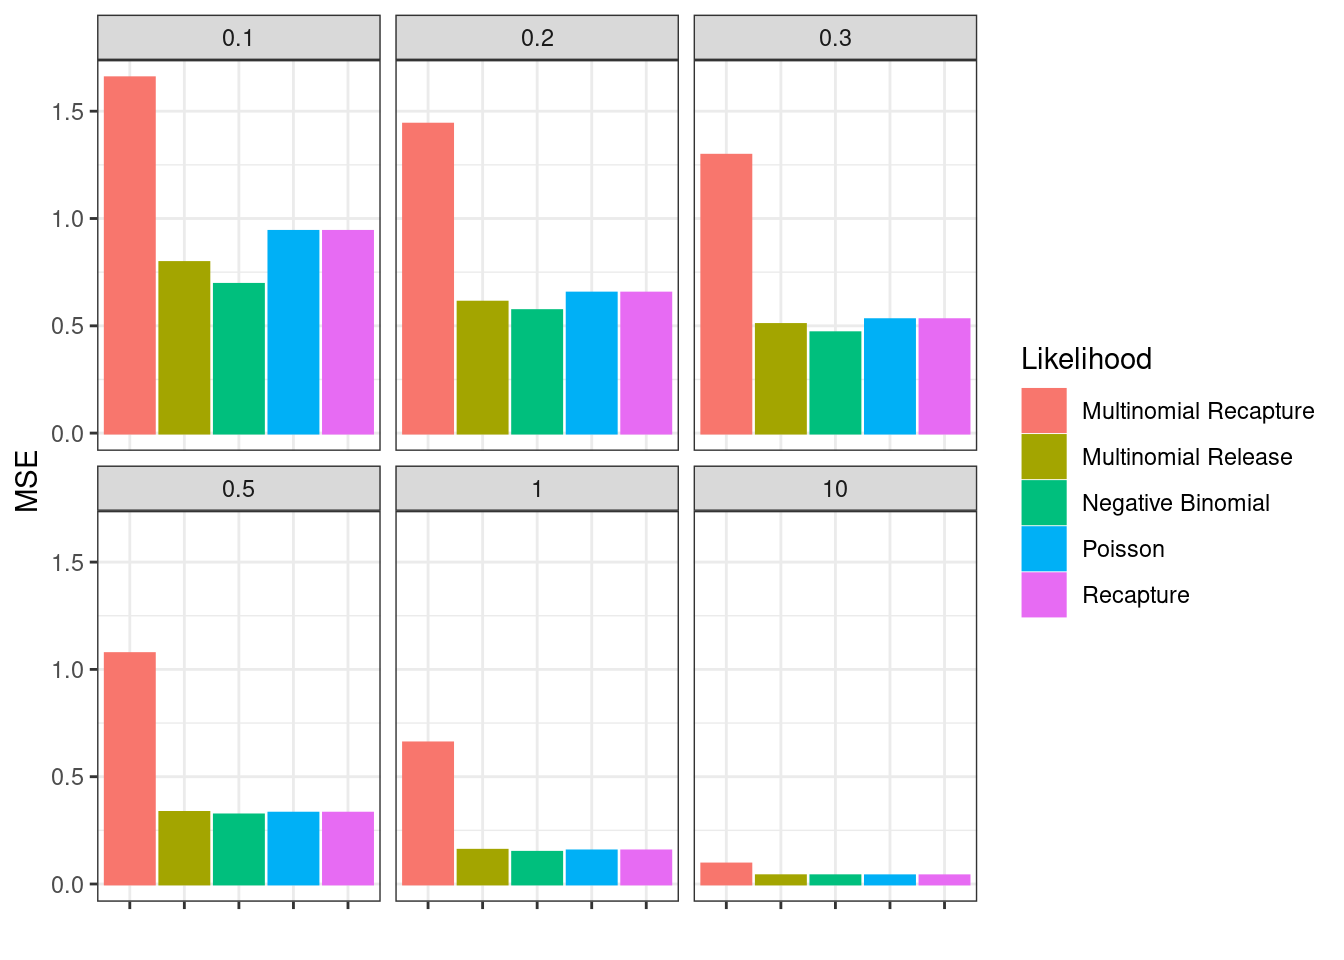 0.1
0.2
0.3
1.5
1.0
0.5
0.0
MSE
0.5
1
10
1.5
1.0
0.5
0.0
Likelihood
Multinomial Recapture
Multinomial Release
Negative Binomial
Poisson
Recapture